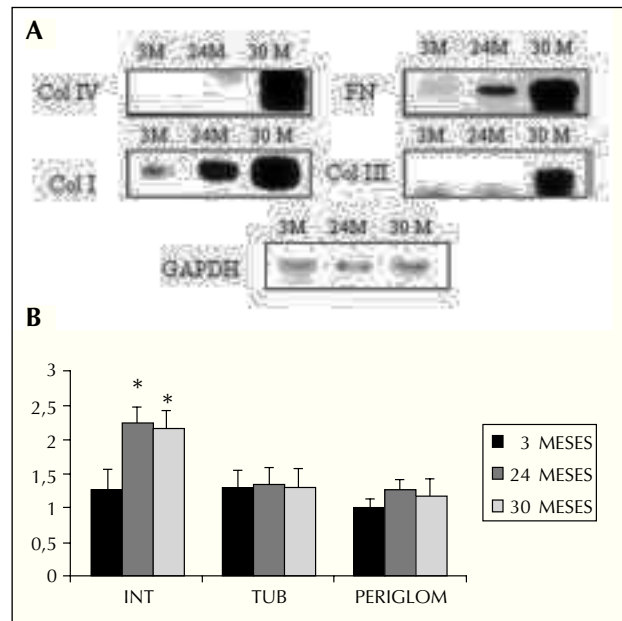 A
3M 24M 30 M
Col IV
3M 24M 30 M
FN
3M 24M 30 M
Col I
3M 24M 30 M
Col III
3M 24M 30 M
GAPDH
B
3
2,5
2
1,5
1
0,5
0
* *
INT TUB PERIGLOM
3 MESES
24 MESES
30 MESES